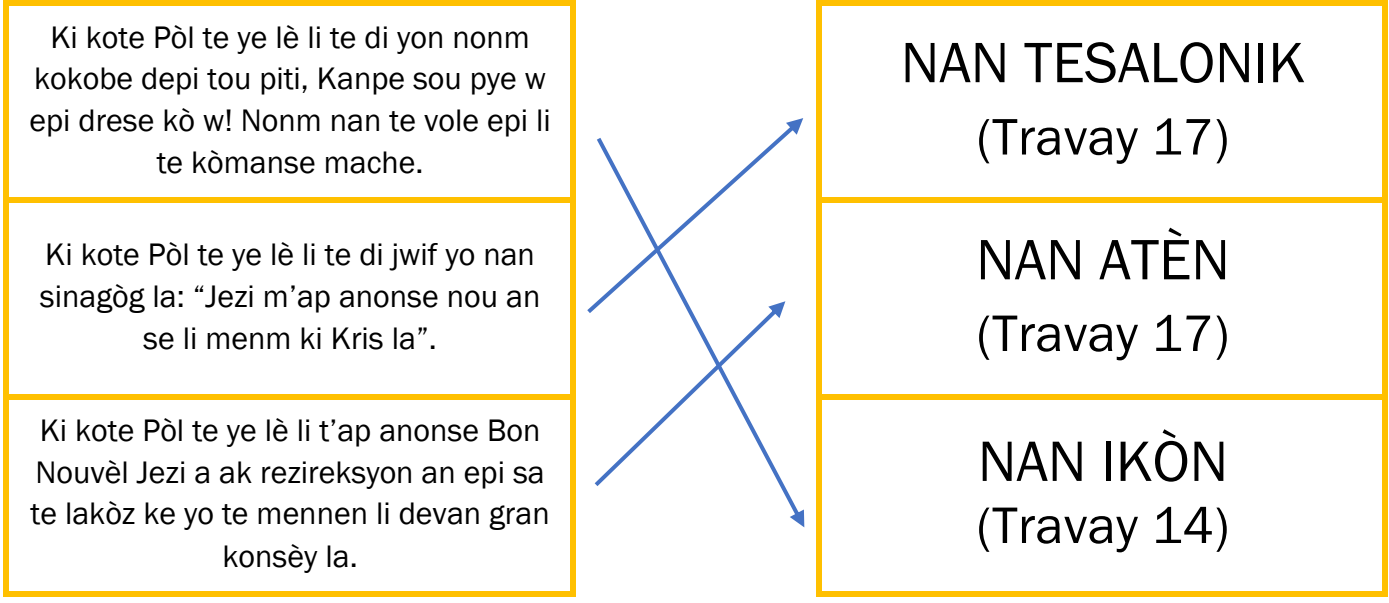 Ki kote Pòl te ye lè li te di yon nonm
kokobe depi tou piti, Kanpe sou pye w
epi drese kò w! Nonm nan te vole epi li
te kòmanse mache.
Ki kote Pòl te ye lè li te di jwif yo nan
sinagòg la: “Jezi m’ap anonse nou an
se li menm ki Kris la”.
Ki kote Pòl te ye lè li t’ap anonse Bon
Nouvèl Jezi a ak rezireksyon an epi sa
te lakòz ke yo te mennen li devan gran
konsèy la.
NAN TESALONIK
(Travay 17)
NAN ATÈN
(Travay 17)
NAN IKÒN
(Travay 14)